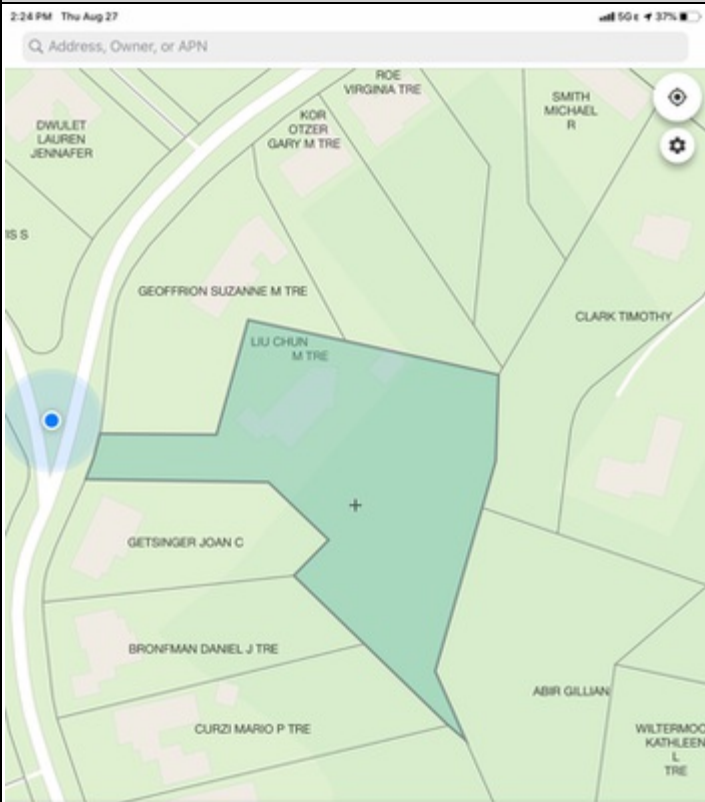 2:24 PM Thu Aug 27
5G E 37%
Address, Owner, or APN
ROE
VIRGINIA TRE
SMITH
MICHAEL
R
KOR
OTZER
GARY M TRE
DWULET
LAUREN
JENNAFER
IS S
GEOFFRION SUZANNE M TRE
CLARK TIMOTHY
LIU CHUN
M TRE
GETSINGER JOAN C
BRONFMAN DANIEL J TRE
ABIR GILLIAN
CURZI MARIO P TRE
WILTERMOO
KATHLEEN
L
TRE